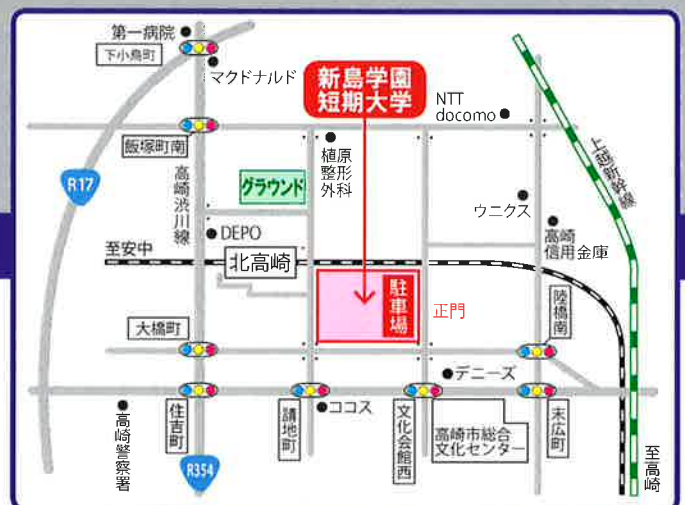 第一病院
下小鳥町
マクドナルド
新島学園
短期大学
NTT
docomo
飯塚町南
植原
整形
外科
上越新幹線
R17
高崎渋川線
グラウンド
ウニクス
DEPO
高崎
信用金庫
至安中
北高崎
駐車場
正門
陸橋南
大橋町
デニーズ
高崎警察署
住吉町
請地町
ココス
文化会館西
高崎市総合
文化センター
末広町
至高崎
R354